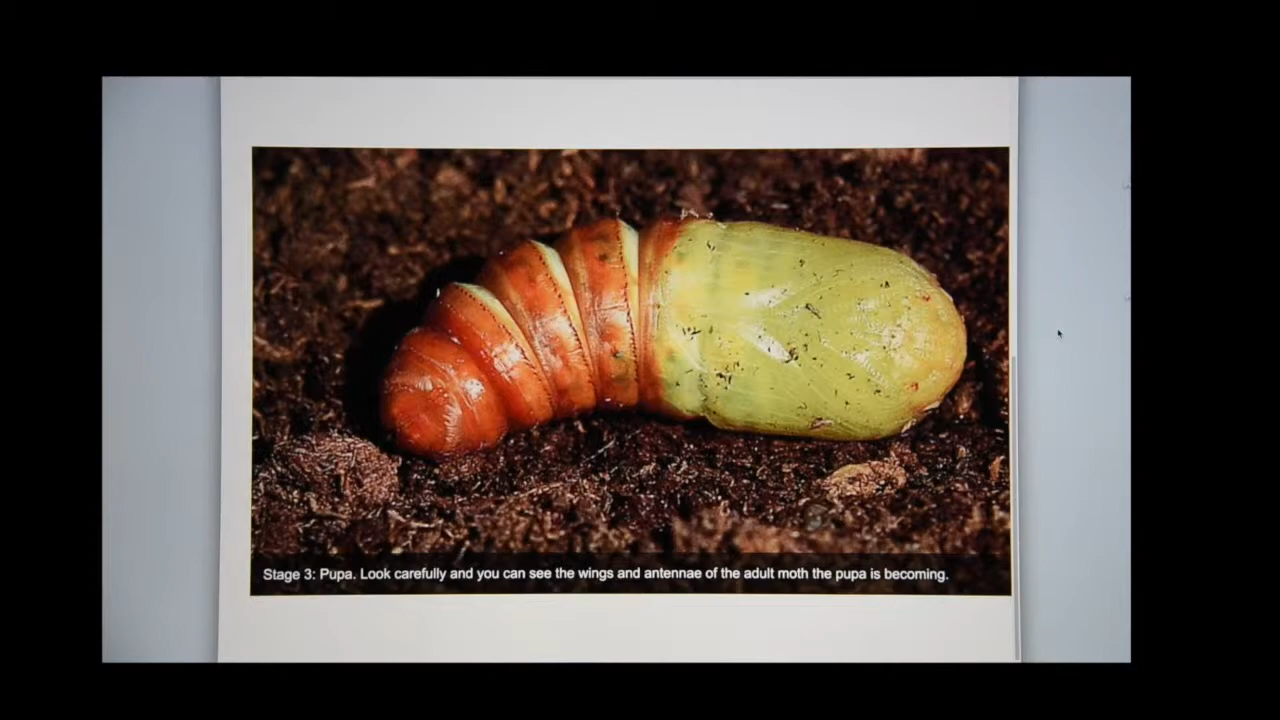 Stage 3: Pupa. Look carefully and you can see the wings and antennae of the adult moth the pupa is becoming.